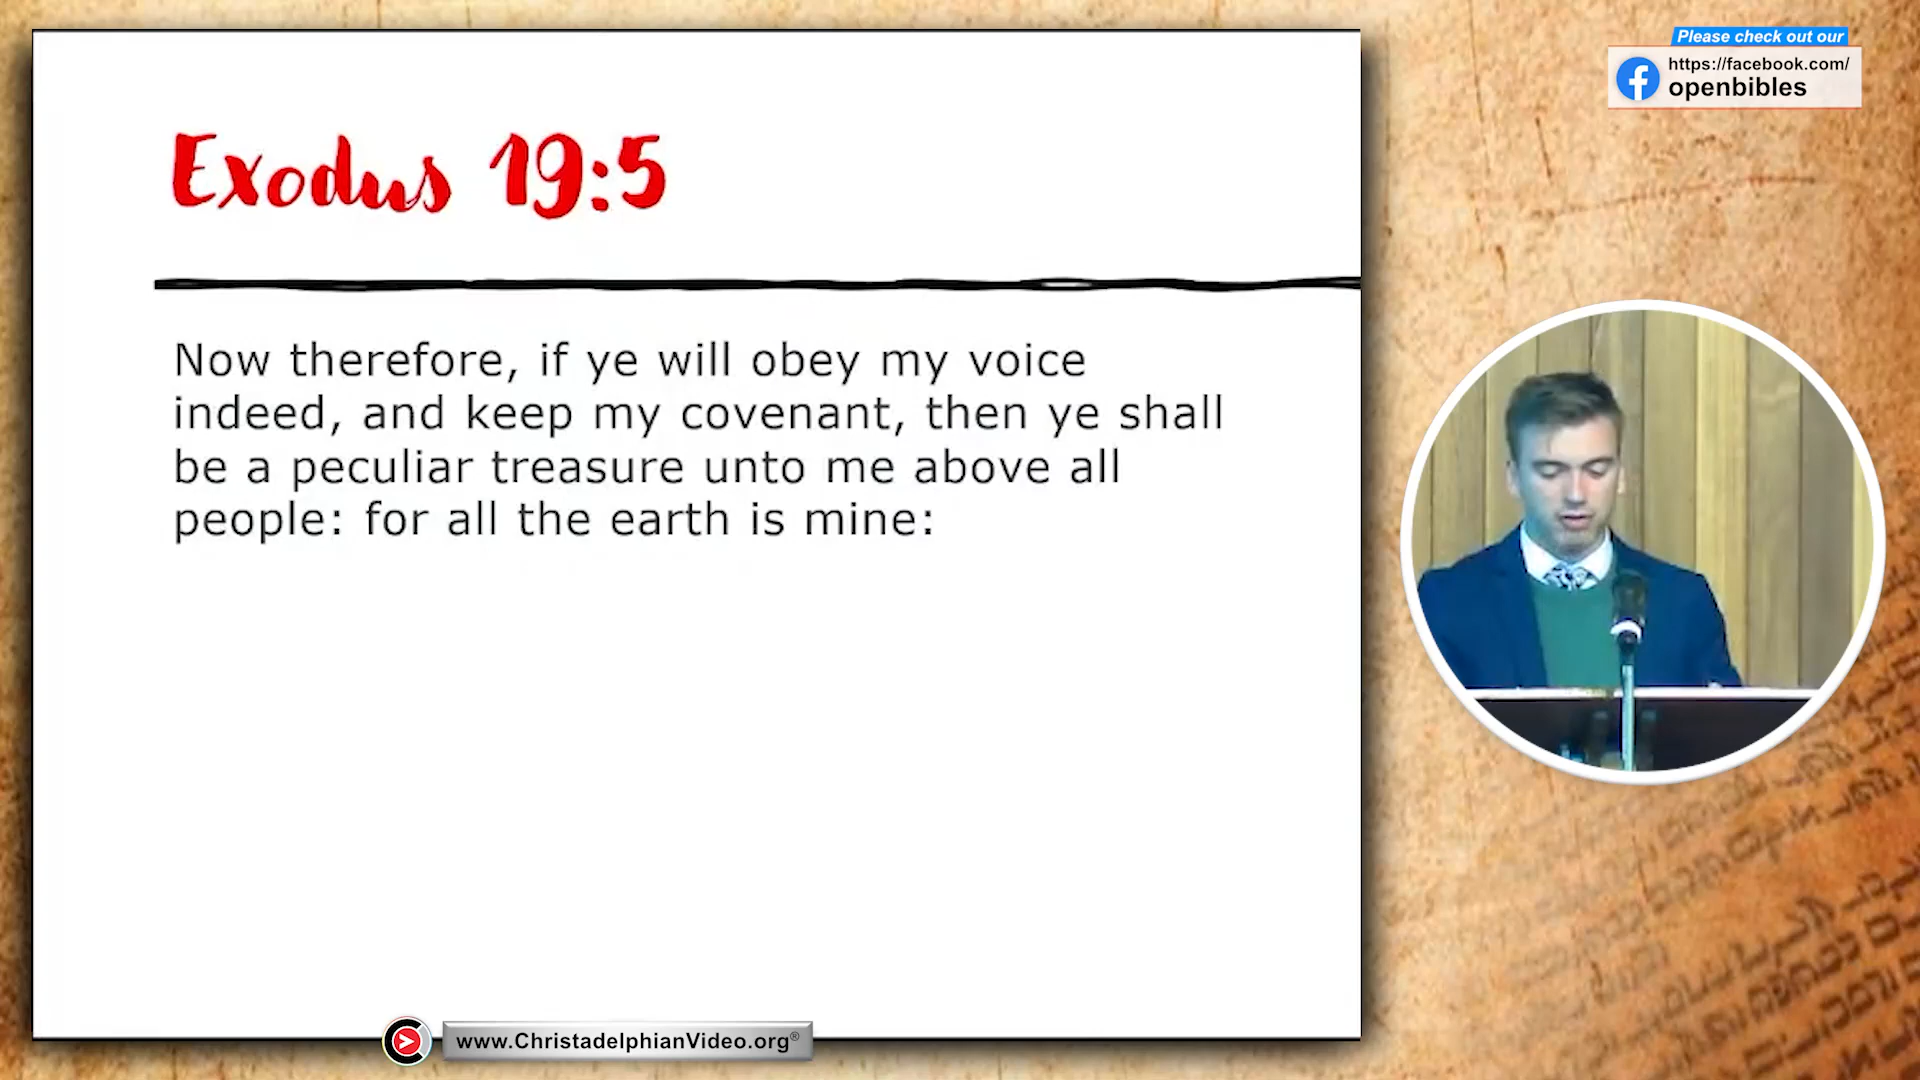 Please check out our
https://facebook.com/
openbibles
Exodus 19:5
Now therefore, if ye will obey my voice
indeed, and keep my covenant, then ye shall
be a peculiar treasure unto me above all
people: for all the earth is mine:
www.ChristadelphianVideo.org®